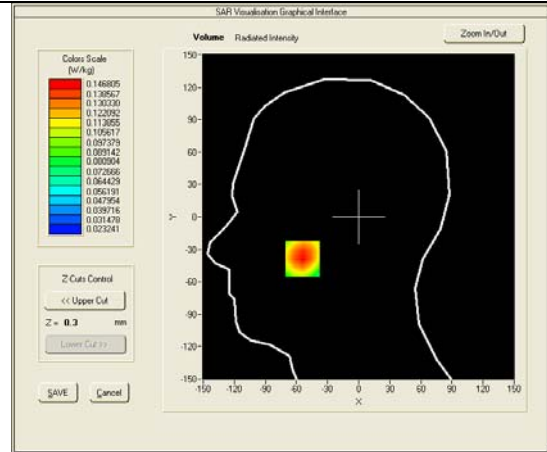 SAR Visualisation Graphical Interface
Volume Radiated Intensity
Zoom In/Out
Colors Scale
(W/kg)
0.146805
0.138567
0.130330
0.122092
0.113855
0.105617
0.097379
0.089142
0.080904
0.072666
0.064429
0.056191
0.047954
0.039716
0.031478
0.023241
Z Cuts Control
<< Upper Cut
Z = 0.3 mm
Lower Cut >>
SAVE Cancel
150-
120-
90-
60-
30-
0-
-30-
-60-
-90-
-120-
-150-
Y
-150 -120 -90 -60 -30 0 30 60 90 120 150
X